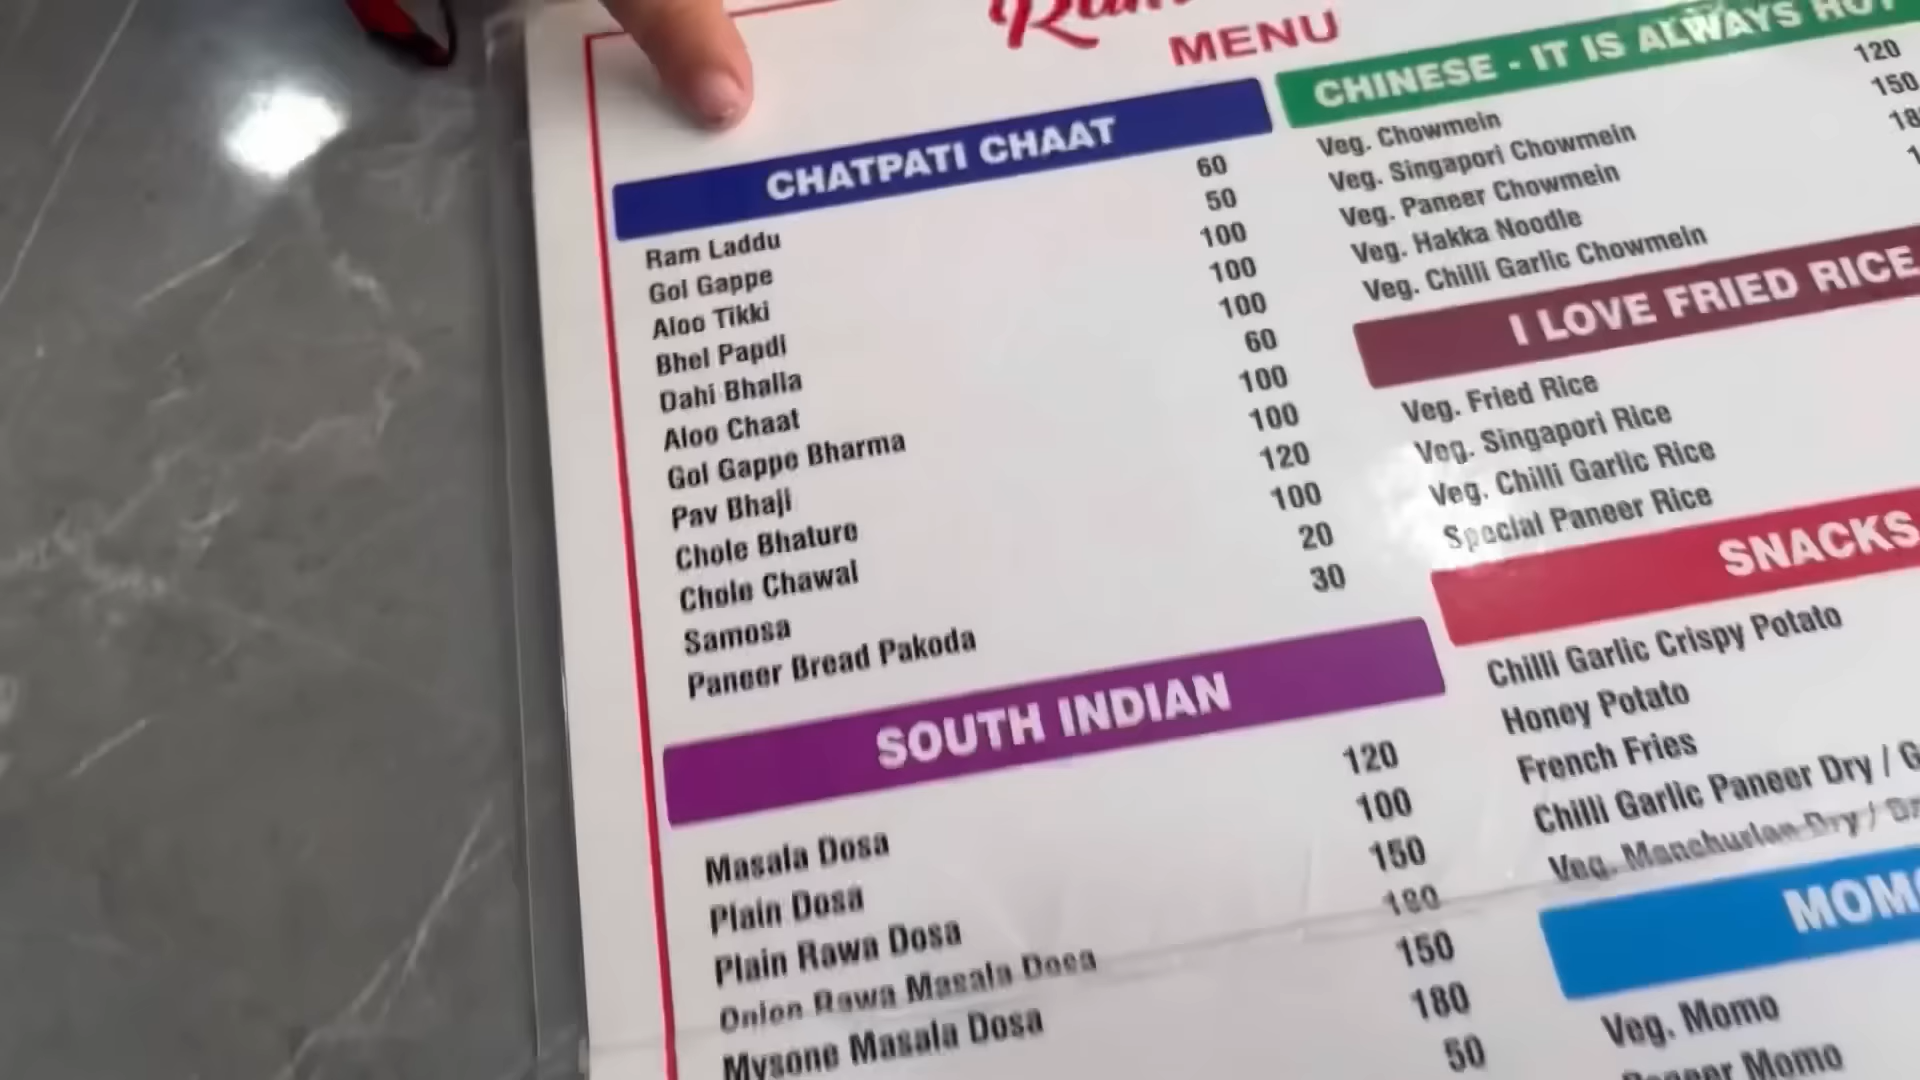 MENU
CHATPATI CHAAT
Ram Laddu 60
Gol Gappe 50
Aloo Tikki 100
Bhel Papdi 100
Dahi Bhalla 100
Aloo Chaat 60
Gol Gappe Bharma 100
Pav Bhaji 100
Chole Bhature 120
Chole Chawal 100
Samosa 20
Paneer Bread Pakoda 30
SOUTH INDIAN
Masala Dosa 120
Plain Dosa 100
Plain Rawa Dosa 150
Onion Rawa Masala Dosa 180
Mysone Masala Dosa 150
180
50
CHINESE - IT IS ALWAYS HOT
Veg. Chowmein 120
Veg. Singapori Chowmein 150
Veg. Paneer Chowmein
Veg. Hakka Noodle
Veg. Chilli Garlic Chowmein
I LOVE FRIED RICE
Veg. Fried Rice
Veg. Singapori Rice
Veg. Chilli Garlic Rice
Special Paneer Rice
SNACKS
Chilli Garlic Crispy Potato
Honey Potato
French Fries
Chilli Garlic Paneer Dry /
Veg. Manchurian Dry /
Veg. Momo
Paneer Momo